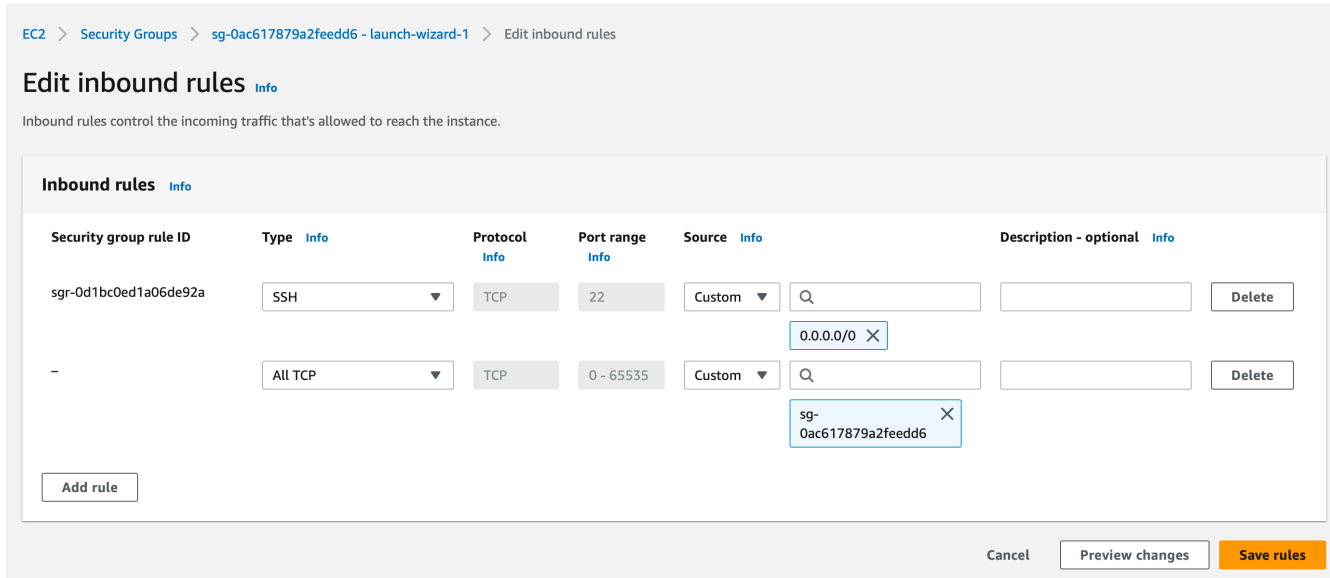 EC2 > Security Groups > sg-0ac617879a2feedd6 - launch-wizard-1 > Edit inbound rules
Edit inbound rules Info
Inbound rules control the incoming traffic that's allowed to reach the instance.
Inbound rules Info
Security group rule ID Type Info Protocol Info Port range Info Source Info Description - optional Info
sgr-0d1bc0ed1a06de92a SSH TCP 22 Custom Delete
0.0.0.0/0
– All TCP TCP 0 - 65535 Custom Delete
sg-
0ac617879a2feedd6
Add rule
Cancel Preview changes Save rules